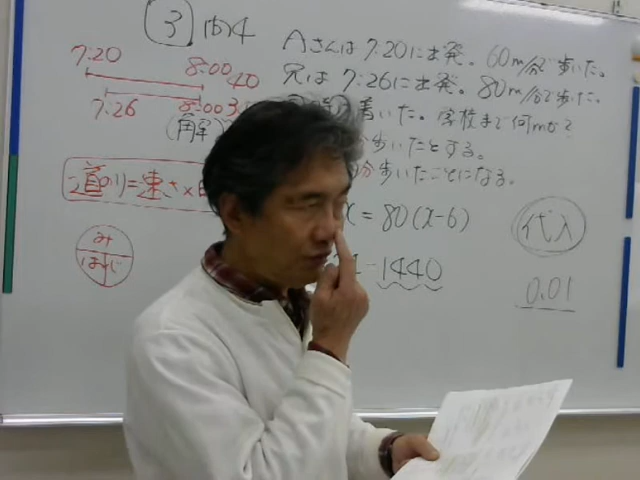 3 問4
Aさんは7:20に出発。60m/分で歩いた。
兄は7:26に出発。80m/分で歩いた。
着いた。学校まで何mか?
歩いたとする。
分歩いたことになる。
x = 80(x-6)
-1440
代入
0.01
7:20 8:00 40
7:26 8:00 3
(解)
道のり=速さ×
み
は じ